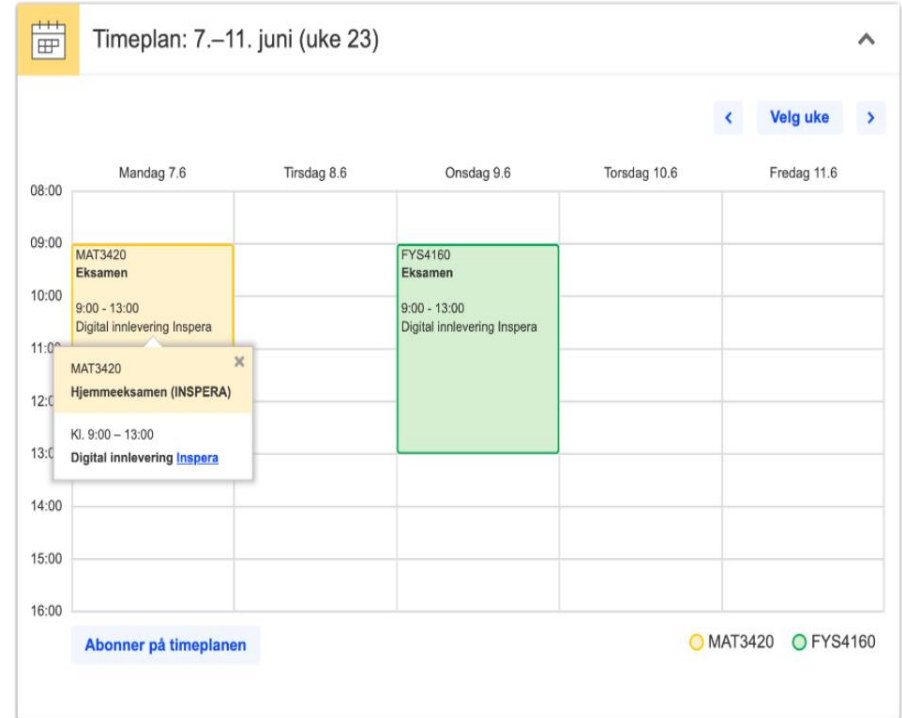 Timeplan: 7.–11. juni (uke 23)
Velg uke
Mandag 7.6
Tirsdag 8.6
Onsdag 9.6
Torsdag 10.6
Fredag 11.6
08:00
09:00
10:00
14:00
15:00
16:00
MAT3420
Eksamen
9:00 - 13:00
Digital innlevering Inspera
MAT3420
Hjemmeeksamen (INSPERA)
Kl. 9:00 – 13:00
Digital innlevering Inspera
FYS4160
Eksamen
9:00 - 13:00
Digital innlevering Inspera
Abonner på timeplanen
MAT3420
FYS4160